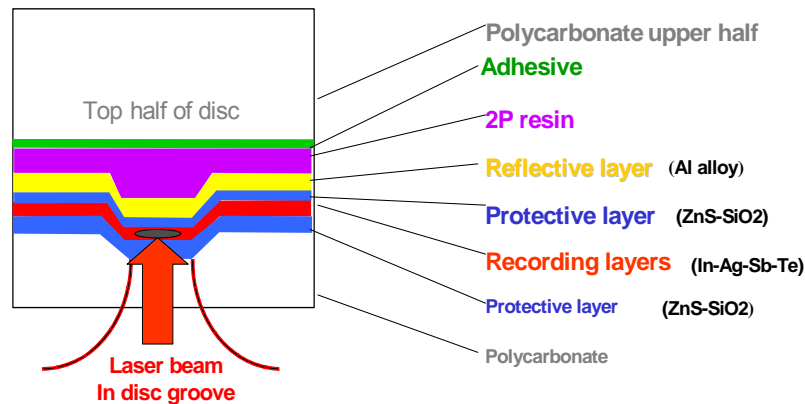 Polycarbonate upper half
Adhesive
Top half of disc
2P resin
Reflective layer (Al alloy)
Protective layer (ZnS-SiO2)
Recording layers (In-Ag-Sb-Te)
Protective layer (ZnS-SiO2)
Polycarbonate
Laser beam
In disc groove